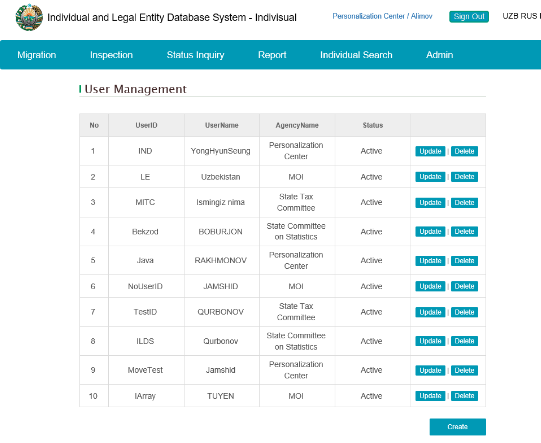 Individual and Legal Entity Database System - Indivisual
Personalization Center / Alimov
Sign Out
UZB RUS
Migration Inspection Status Inquiry Report Individual Search Admin
User Management
No UserID UserName AgencyName Status
1 IND YongHyunSeung Personalization Center Active Update | Delete
2 LE Uzbekistan MOI Active Update | Delete
3 MITC Ismingiz nima State Tax Committee Active Update | Delete
4 Bekzod BOBURJON State Committee on Statistics Active Update | Delete
5 Java RAKHMONOV Personalization Center Active Update | Delete
6 NoUserID JAMSHID MOI Active Update | Delete
7 TestID QURBONOV State Tax Committee Active Update | Delete
8 ILDS Qurbonov State Committee on Statistics Active Update | Delete
9 MoveTest Jamshid Personalization Center Active Update | Delete
10 IArray TUYEN MOI Active Update | Delete
Create